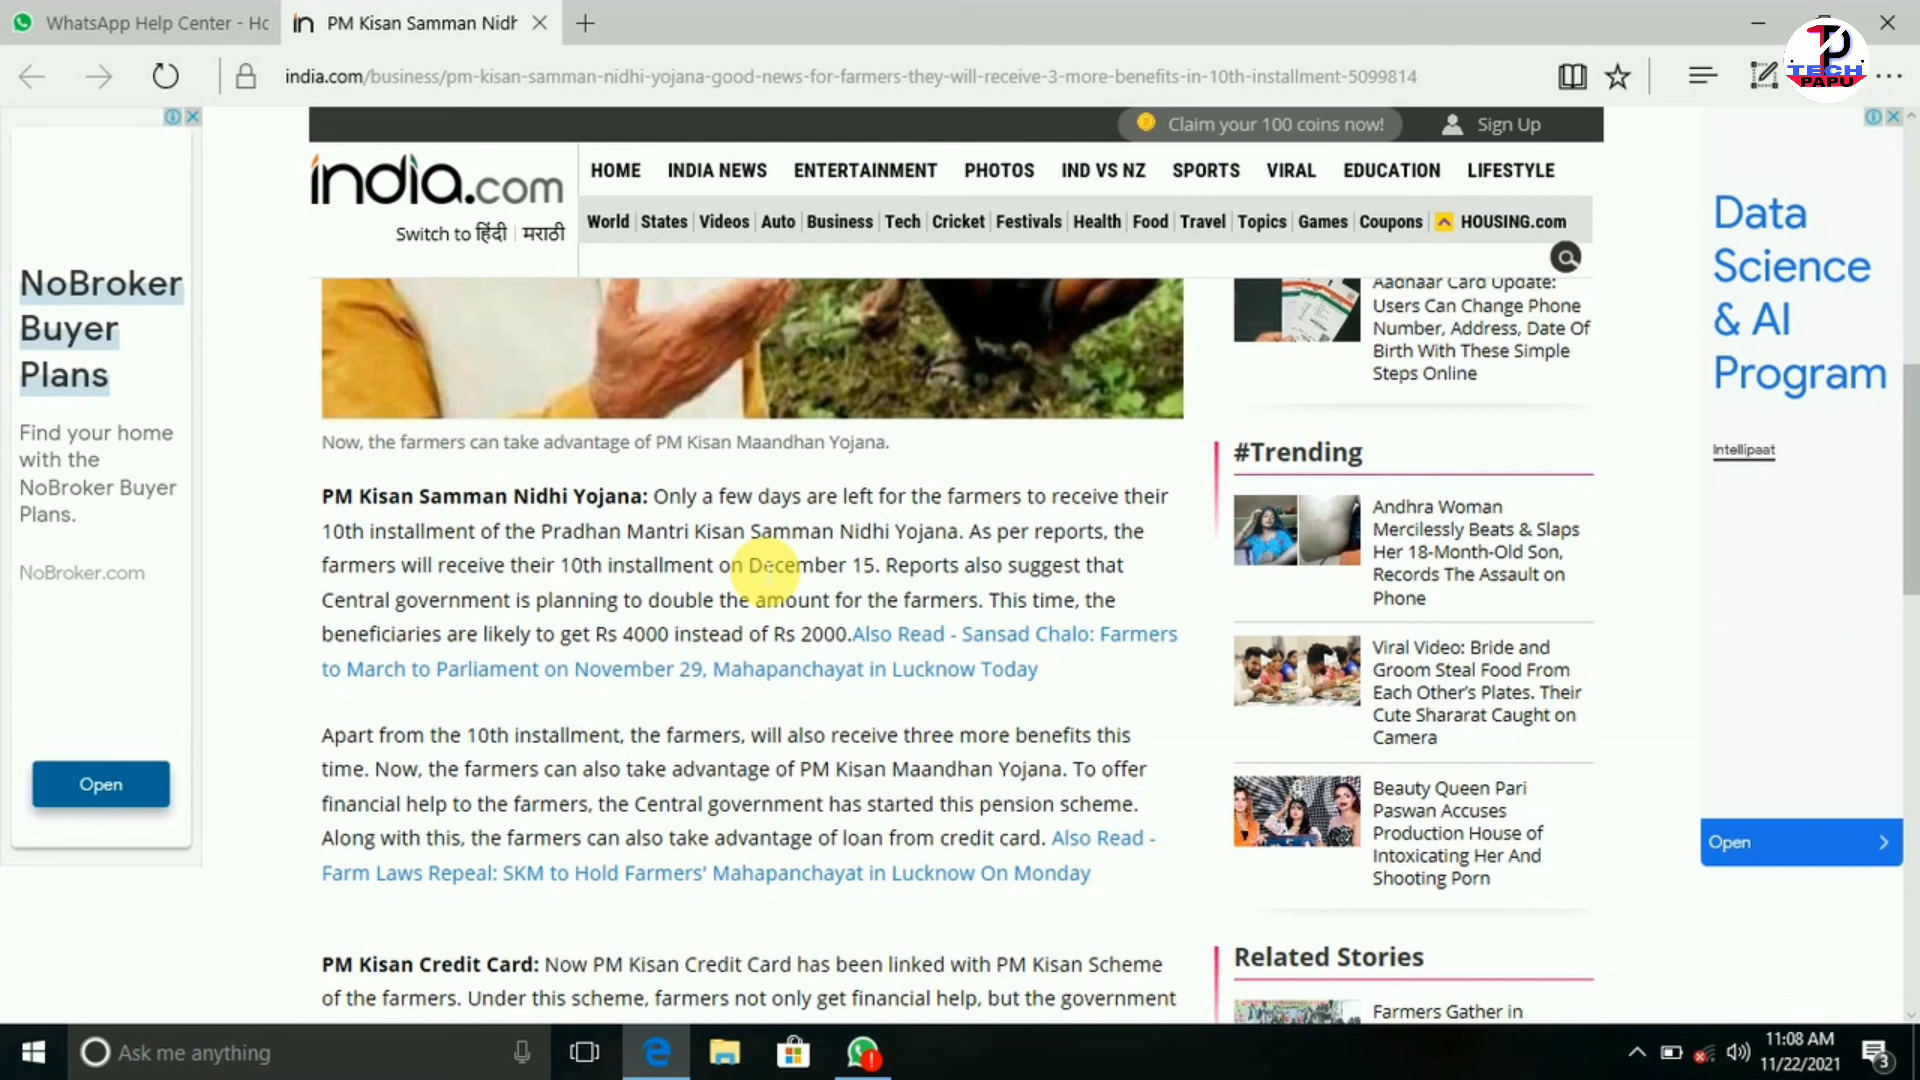 WhatsApp Help Center - Ho
in PM Kisan Samman Nidh
india.com/business/pm-kisan-samman-nidhi-yojana-good-news-for-farmers-they-will-receive-3-more-benefits-in-10th-installment-5099814
TECH
PAPU
Claim your 100 coins now!
Sign Up
india.com
Switch to हिंदी | मराठी
HOME INDIA NEWS ENTERTAINMENT PHOTOS IND VS NZ SPORTS VIRAL EDUCATION LIFESTYLE
World | States | Videos | Auto | Business | Tech | Cricket | Festivals | Health | Food | Travel | Topics | Games | Coupons | HOUSING.com
NoBroker
Buyer
Plans
Find your home
with the
NoBroker Buyer
Plans.
NoBroker.com
Open
Now, the farmers can take advantage of PM Kisan Maandhan Yojana.
PM Kisan Samman Nidhi Yojana: Only a few days are left for the farmers to receive their
10th installment of the Pradhan Mantri Kisan Samman Nidhi Yojana. As per reports, the
farmers will receive their 10th installment on December 15. Reports also suggest that
Central government is planning to double the amount for the farmers. This time, the
beneficiaries are likely to get Rs 4000 instead of Rs 2000.Also Read - Sansad Chalo: Farmers
to March to Parliament on November 29, Mahapanchayat in Lucknow Today
Apart from the 10th installment, the farmers, will also receive three more benefits this
time. Now, the farmers can also take advantage of PM Kisan Maandhan Yojana. To offer
financial help to the farmers, the Central government has started this pension scheme.
Along with this, the farmers can also take advantage of loan from credit card. Also Read -
Farm Laws Repeal: SKM to Hold Farmers' Mahapanchayat in Lucknow On Monday
PM Kisan Credit Card: Now PM Kisan Credit Card has been linked with PM Kisan Scheme
of the farmers. Under this scheme, farmers not only get financial help, but the government
Aadhaar Card Update:
Users Can Change Phone
Number, Address, Date Of
Birth With These Simple
Steps Online
#Trending
Andhra Woman
Mercilessly Beats & Slaps
Her 18-Month-Old Son,
Records The Assault on
Phone
Viral Video: Bride and
Groom Steal Food From
Each Other's Plates. Their
Cute Shararat Caught on
Camera
Beauty Queen Pari
Paswan Accuses
Production House of
Intoxicating Her And
Shooting Porn
Related Stories
Farmers Gather in
Data
Science
& AI
Program
Intellipaat
Open
Ask me anything
11:08 AM
11/22/2021
3